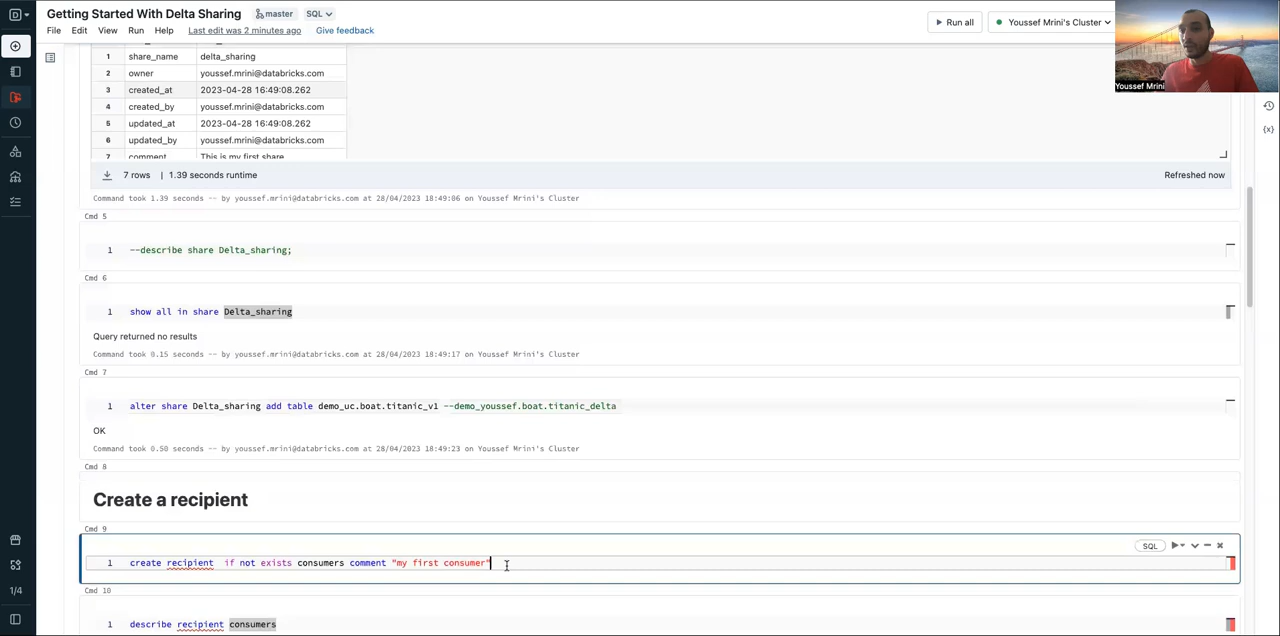 Getting Started With Delta Sharing master SQL
File Edit View Run Help Last edit was 2 minutes ago Give feedback
Run all Youssef Mrini's Cluster
Youssef Mrini
1 share_name delta_sharing
2 owner youssef.mrini@databricks.com
3 created_at 2023-04-28 16:49:08.262
4 created_by youssef.mrini@databricks.com
5 updated_at 2023-04-28 16:49:08.262
6 updated_by youssef.mrini@databricks.com
7 comment This is my first share
7 rows | 1.39 seconds runtime Refreshed now
Command took 1.39 seconds -- by youssef.mrini@databricks.com at 28/04/2023 18:49:06 on Youssef Mrini's Cluster
Cmd 5
1 --describe share Delta_sharing;
Cmd 6
1 show all in share Delta_sharing
Query returned no results
Command took 0.15 seconds -- by youssef.mrini@databricks.com at 28/04/2023 18:49:17 on Youssef Mrini's Cluster
Cmd 7
1 alter share Delta_sharing add table demo_uc.boat.titanic_v1 --demo_youssef.boat.titanic_delta
OK
Command took 0.50 seconds -- by youssef.mrini@databricks.com at 28/04/2023 18:49:23 on Youssef Mrini's Cluster
Cmd 8
Create a recipient
Cmd 9
SQL
1 create recipient if not exists consumers comment "my first consumer"
Cmd 10
1 describe recipient consumers
1/4